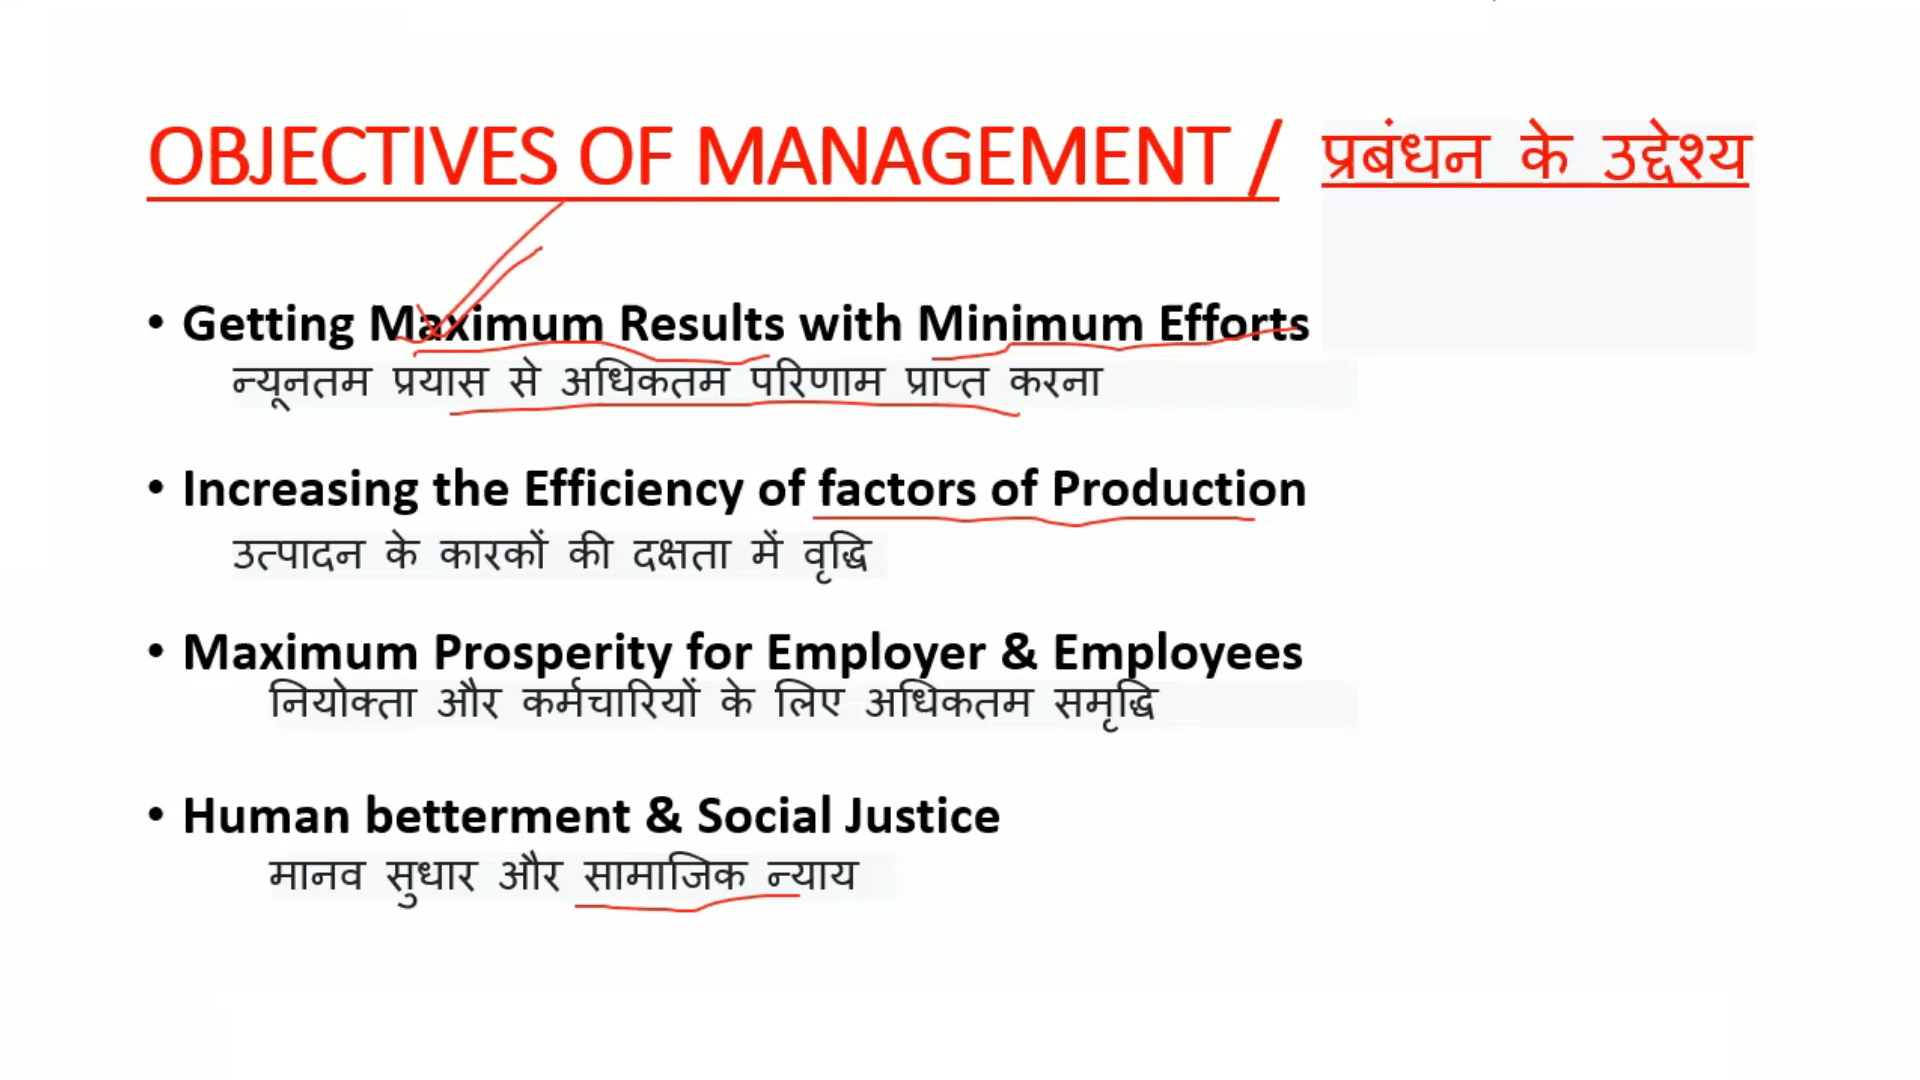 OBJECTIVES OF MANAGEMENT / प्रबंधन के उद्देश्य
• Getting Maximum Results with Minimum Efforts
न्यूनतम प्रयास से अधिकतम परिणाम प्राप्त करना
• Increasing the Efficiency of factors of Production
उत्पादन के कारकों की दक्षता में वृद्धि
• Maximum Prosperity for Employer & Employees
नियोक्ता और कर्मचारियों के लिए अधिकतम समृद्धि
• Human betterment & Social Justice
मानव सुधार और सामाजिक न्याय